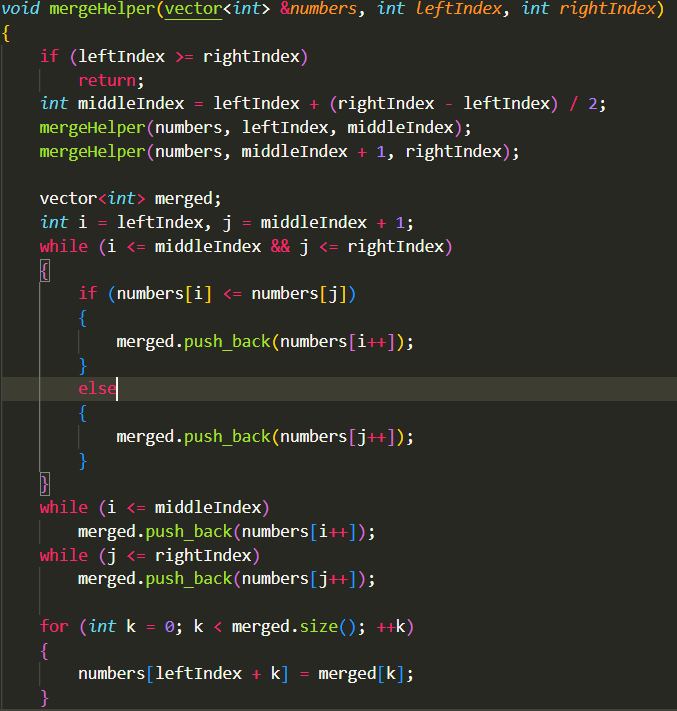 void mergeHelper(vector<int> &numbers, int leftIndex, int rightIndex)
{
    if (leftIndex >= rightIndex)
        return;
    int middleIndex = leftIndex + (rightIndex - leftIndex) / 2;
    mergeHelper(numbers, leftIndex, middleIndex);
    mergeHelper(numbers, middleIndex + 1, rightIndex);

    vector<int> merged;
    int i = leftIndex, j = middleIndex + 1;
    while (i <= middleIndex && j <= rightIndex)
    {
        if (numbers[i] <= numbers[j])
        {
            merged.push_back(numbers[i++]);
        }
        else
        {
            merged.push_back(numbers[j++]);
        }
    }
    while (i <= middleIndex)
        merged.push_back(numbers[i++]);
    while (j <= rightIndex)
        merged.push_back(numbers[j++]);

    for (int k = 0; k < merged.size(); ++k)
    {
        numbers[leftIndex + k] = merged[k];
    }